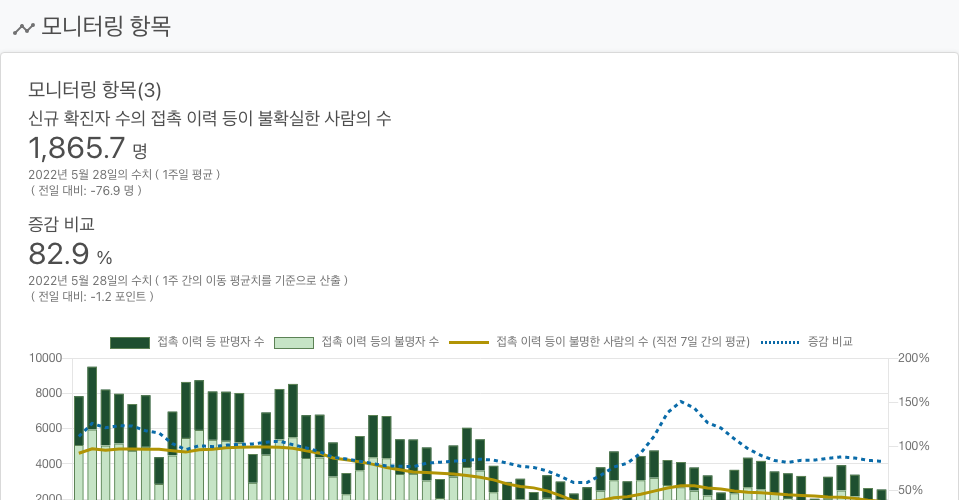 모니터링 항목
모니터링 항목(3)
신규 확진자 수의 접촉 이력 등이 불확실한 사람의 수
1,865.7 명
2022년 5월 28일의 수치 ( 1주일 평균 )
( 전일 대비: -76.9 명 )
증감 비교
82.9 %
2022년 5월 28일의 수치 ( 1주 간의 이동 평균치를 기준으로 산출 )
( 전일 대비: -1.2 포인트 )
접촉 이력 등 판명자 수 접촉 이력 등의 불명자 수 접촉 이력 등이 불명한 사람의 수 (직전 7일 간의 평균) 증감 비교
10000 200%
8000
150%
6000
100%
4000
50%
2000